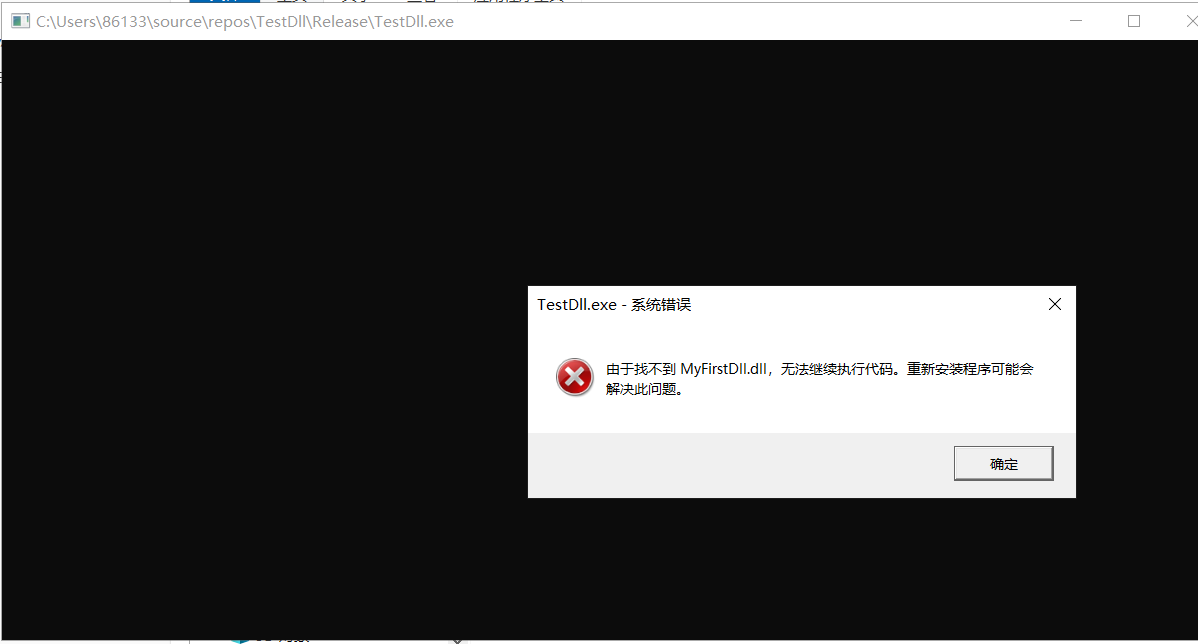 C:\Users\86133\source\repos\TestDll\Release\TestDll.exe
TestDll.exe - 系统错误
由于找不到 MyFirstDll.dll，无法继续执行代码。重新安装程序可能会
解决此问题。
确定